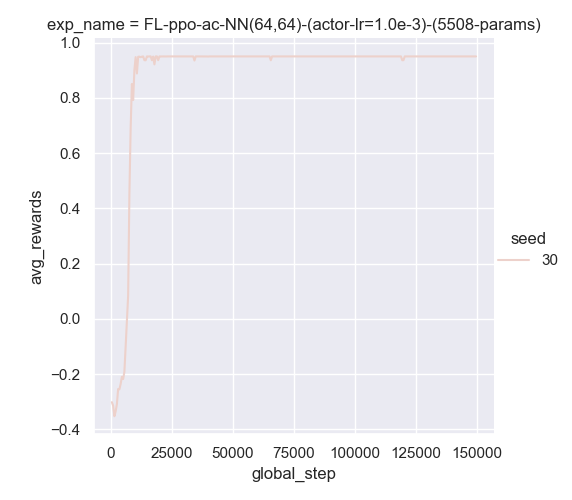 exp_name = FL-ppo-ac-NN(64,64)-(actor-lr=1.0e-3)-(5508-params)
1.0
0.8
0.6
0.4
0.2
0.0
−0.2
−0.4
avg_rewards
0 25000 50000 75000 100000 125000 150000
global_step
seed
30